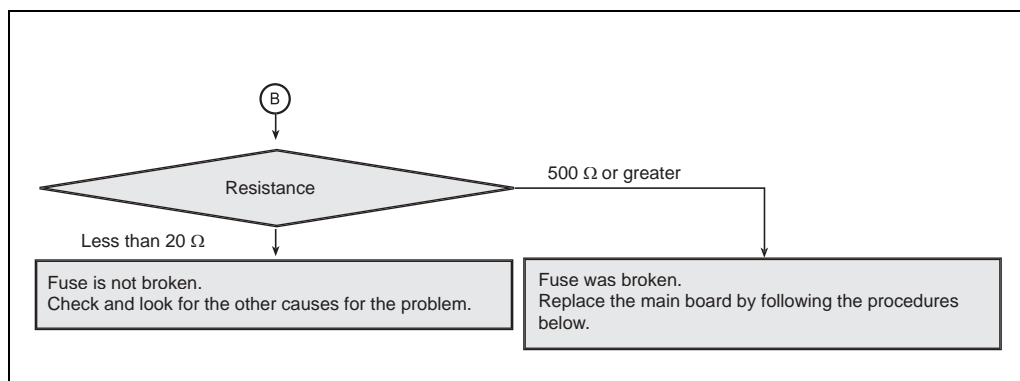 B
Resistance
500 Ω or greater
Less than 20 Ω
Fuse is not broken.
Check and look for the other causes for the problem.
Fuse was broken.
Replace the main board by following the procedures
below.